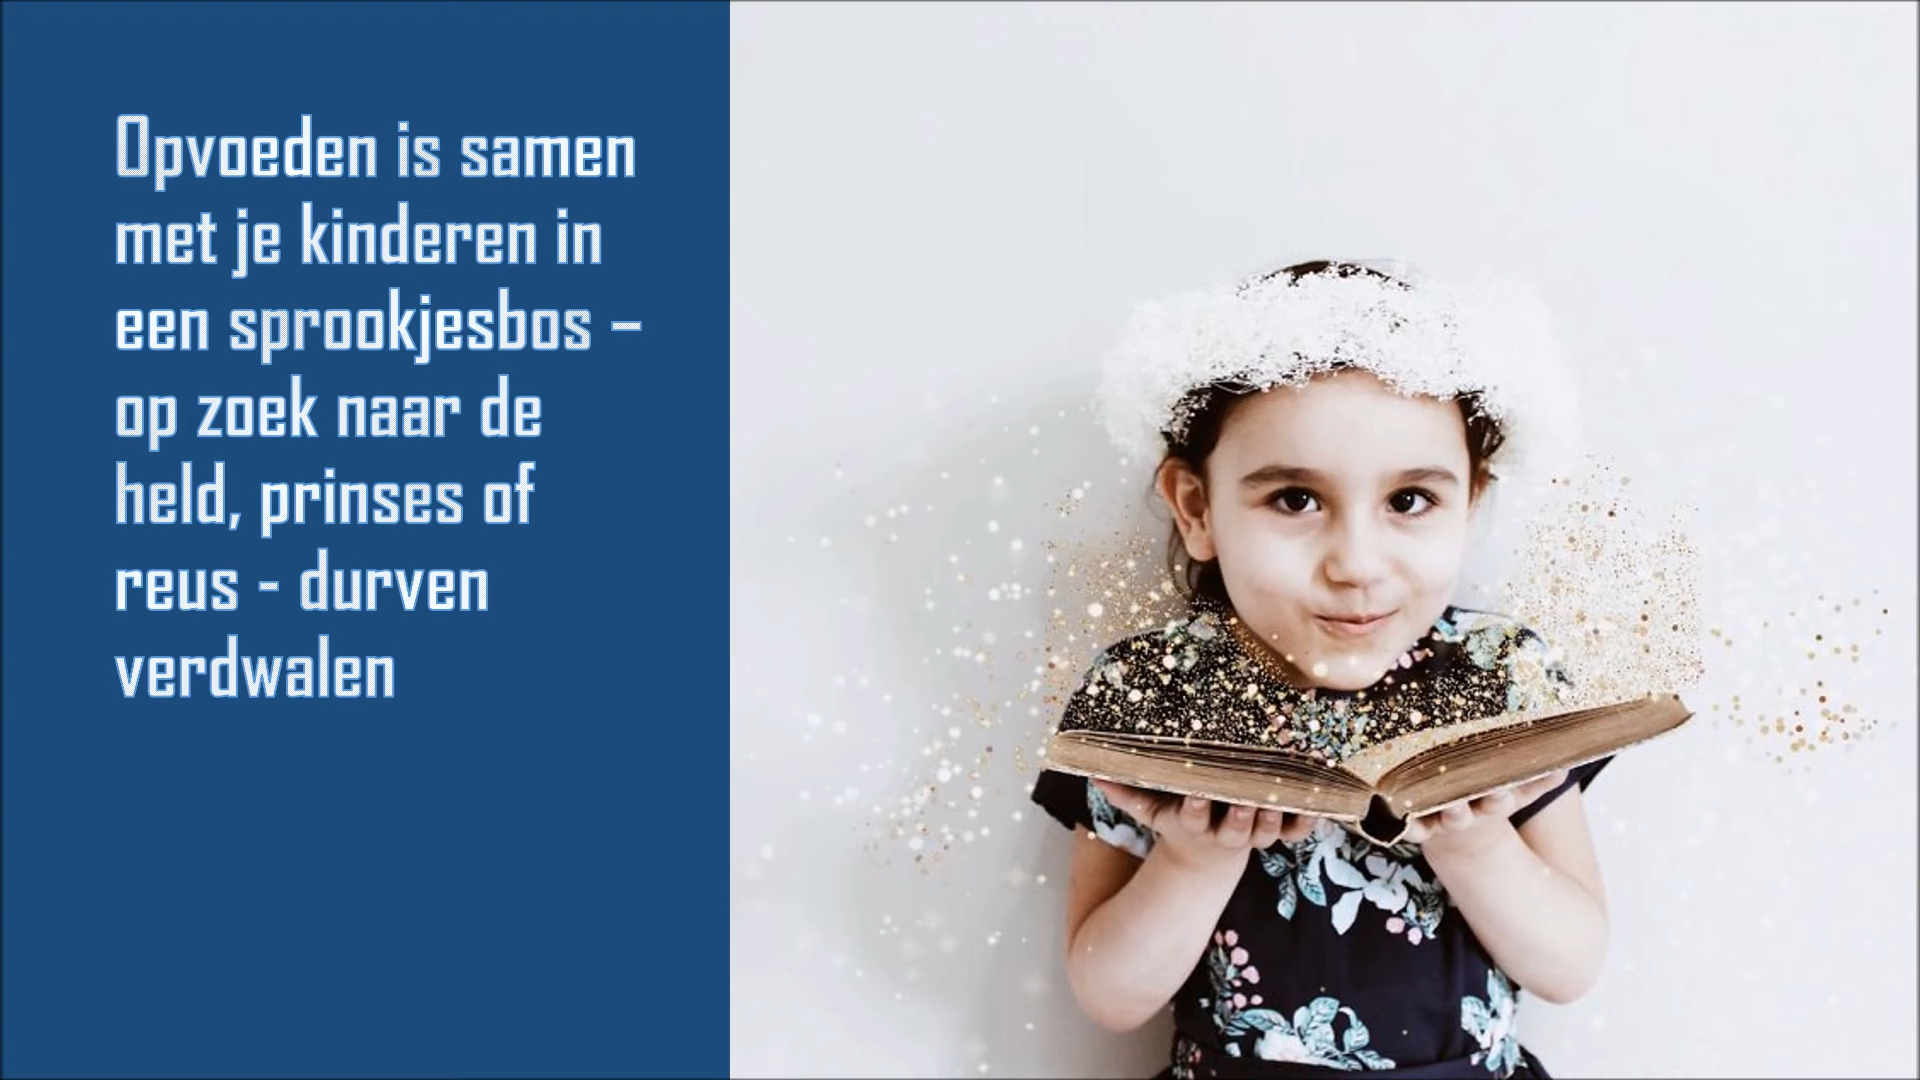 Opvoeden is samen
met je kinderen in
een sprookjesbos –
op zoek naar de
held, prinses of
reus - durven
verdwalen